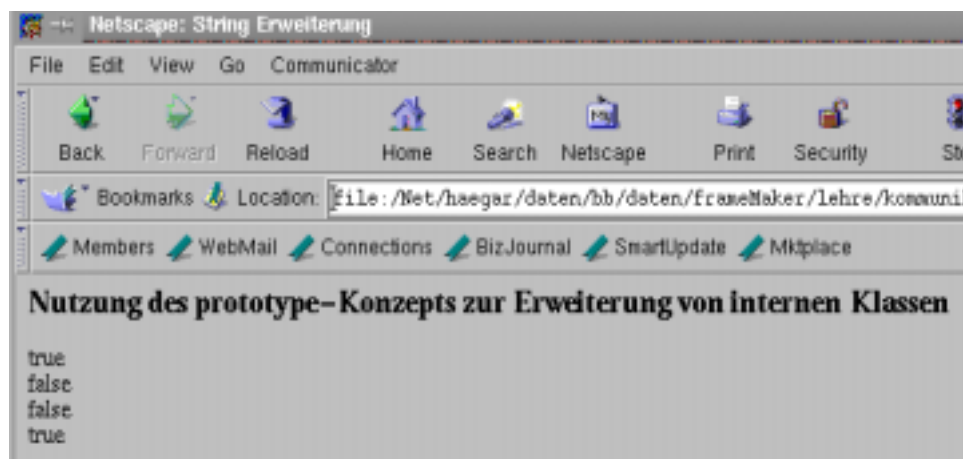 Netscape: String Erweiterung
File Edit View Go Communicator
Back Forward Reload Home Search Netscape Print Security
Bookmarks Location: file:/Net/haegar/daten/bb/daten/frameMaker/lehre/kommuni
Members WebMail Connections BizJournal SmartUpdate Mktplace
Nutzung des prototype-Konzepts zur Erweiterung von internen Klassen
true
false
false
true